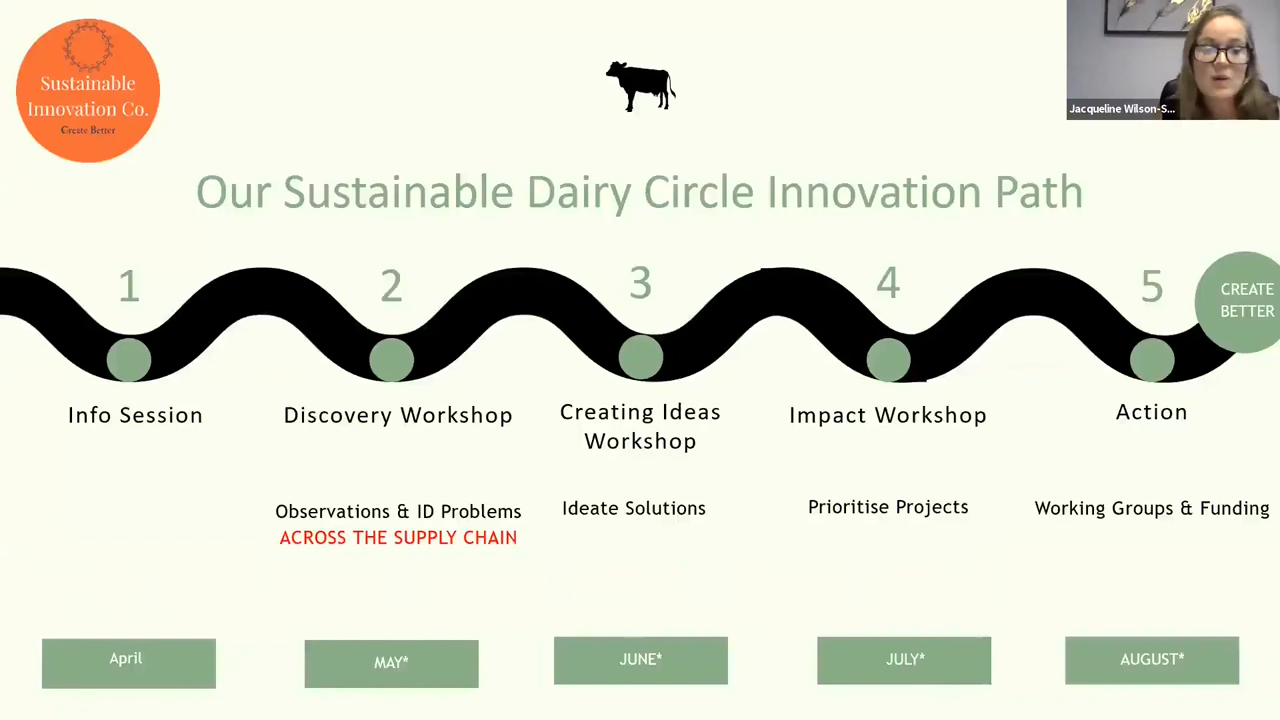 Sustainable
Innovation Co.
Create Better
Jacqueline Wilson-S...
Our Sustainable Dairy Circle Innovation Path
1
2
3
4
5
CREATE
BETTER
Info Session
Discovery Workshop
Creating Ideas
Workshop
Impact Workshop
Action
Observations & ID Problems
ACROSS THE SUPPLY CHAIN
Ideate Solutions
Prioritise Projects
Working Groups & Funding
April
MAY*
JUNE*
JULY*
AUGUST*